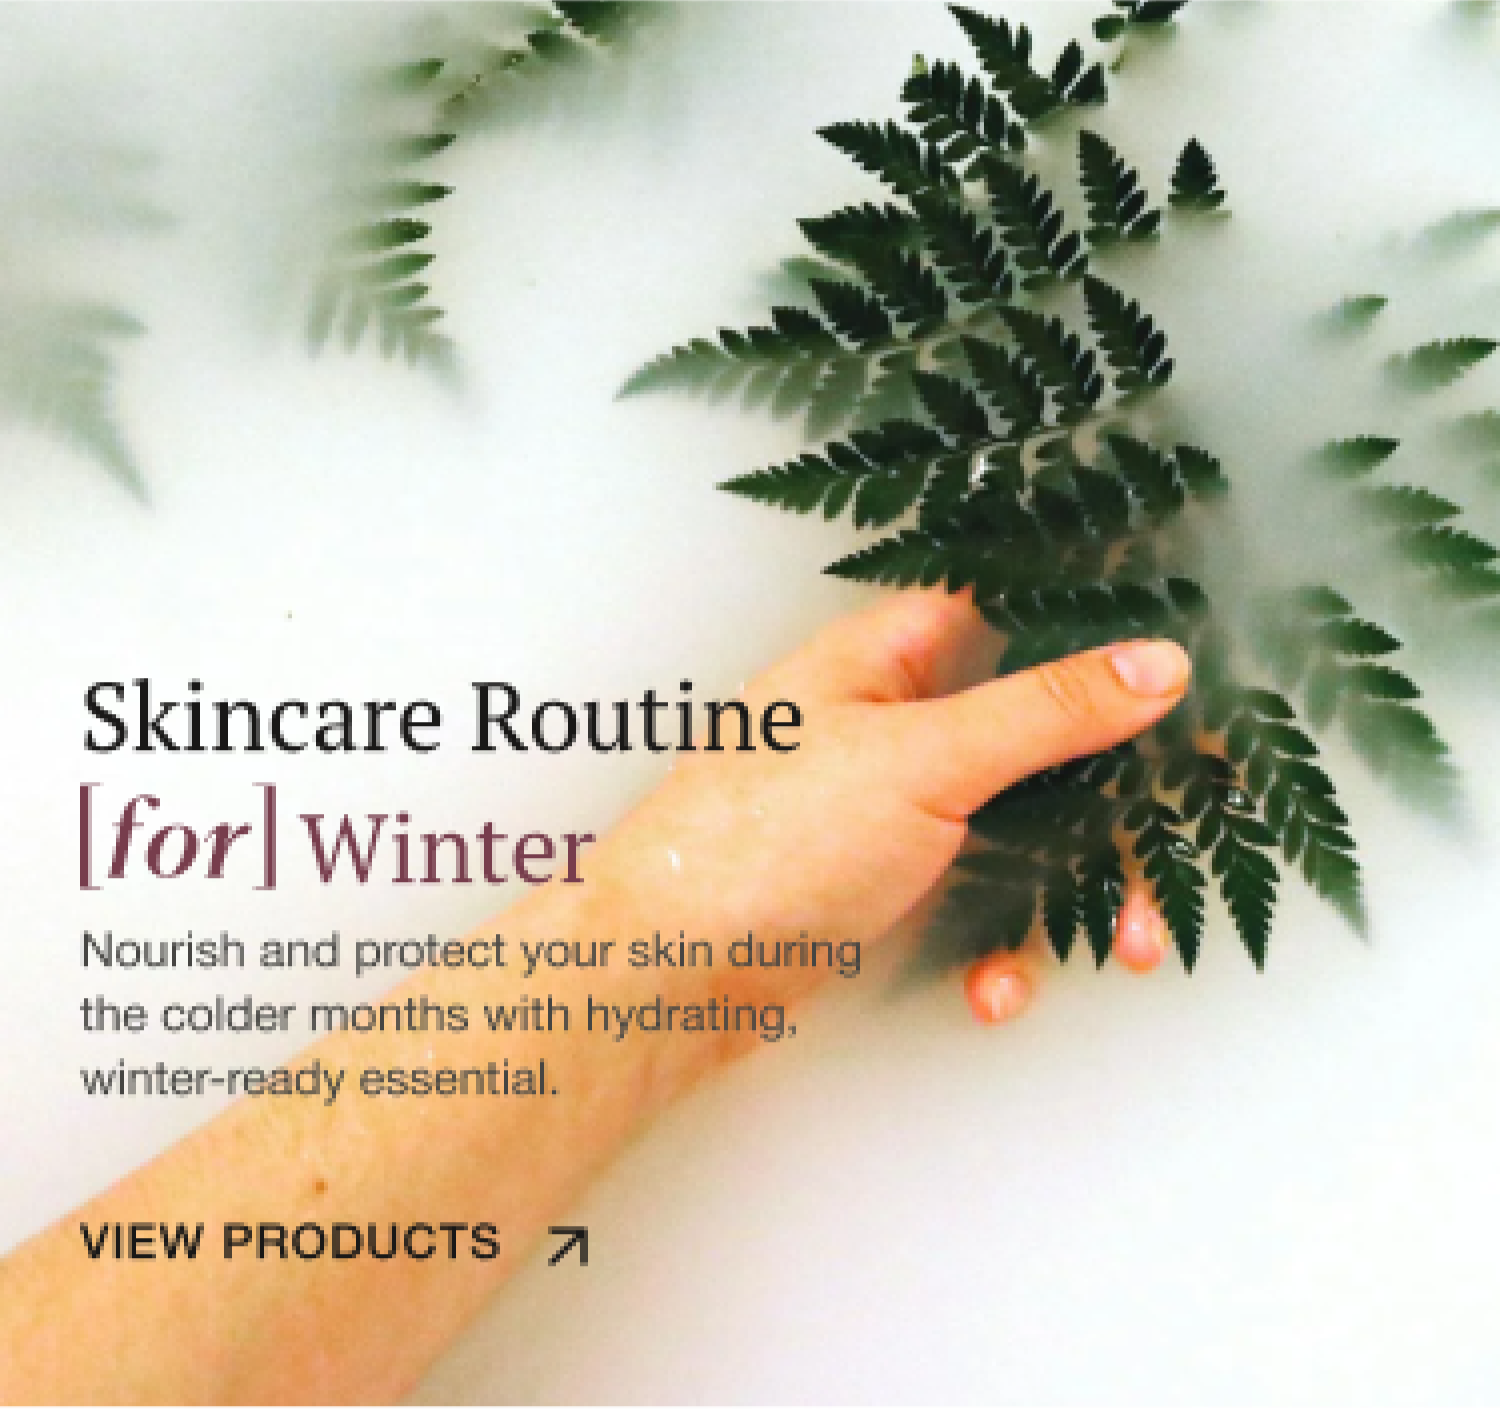 Skincare Routine
[for] Winter
Nourish and protect your skin during
the colder months with hydrating,
winter-ready essential.
VIEW PRODUCTS